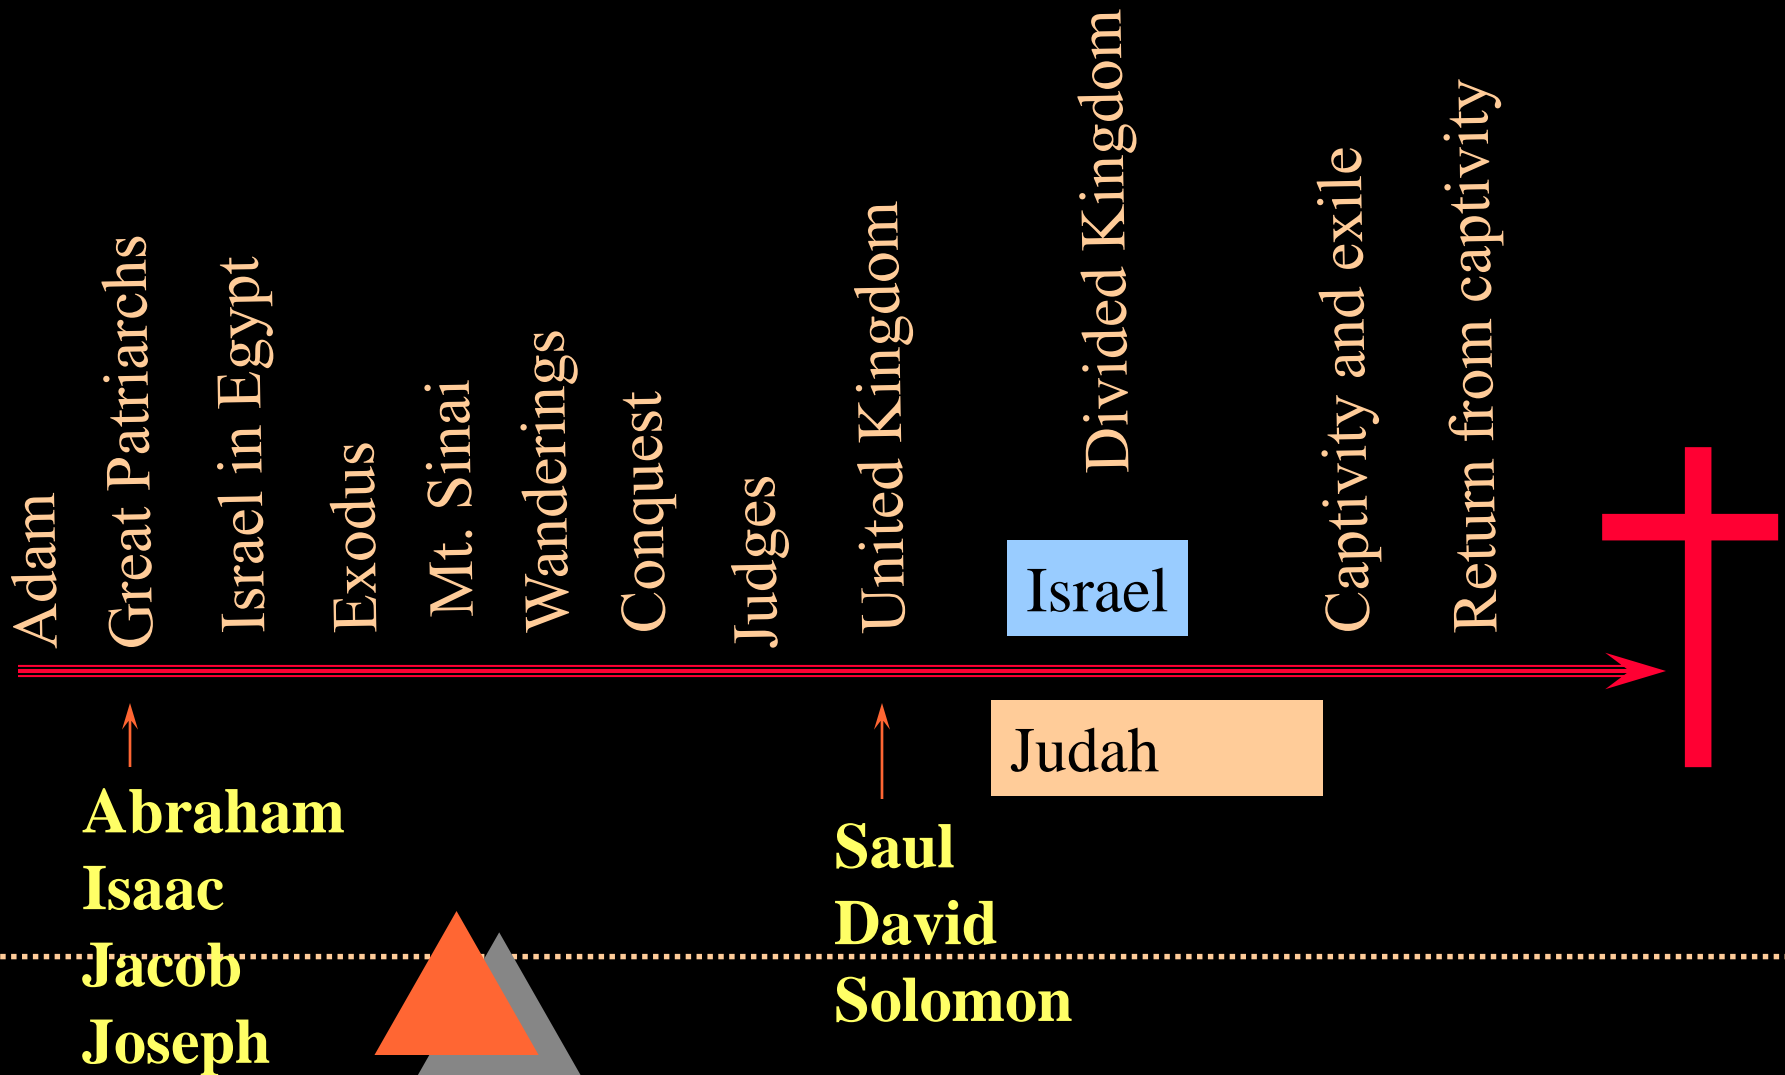 Adam
Great Patriarchs
Israel in Egypt
Exodus
Mt. Sinai
Wanderings
Conquest
Judges
United Kingdom
Divided Kingdom
Captivity and exile
Return from captivity
Israel
Judah
Abraham
Isaac
Jacob
Joseph
Saul
David
Solomon